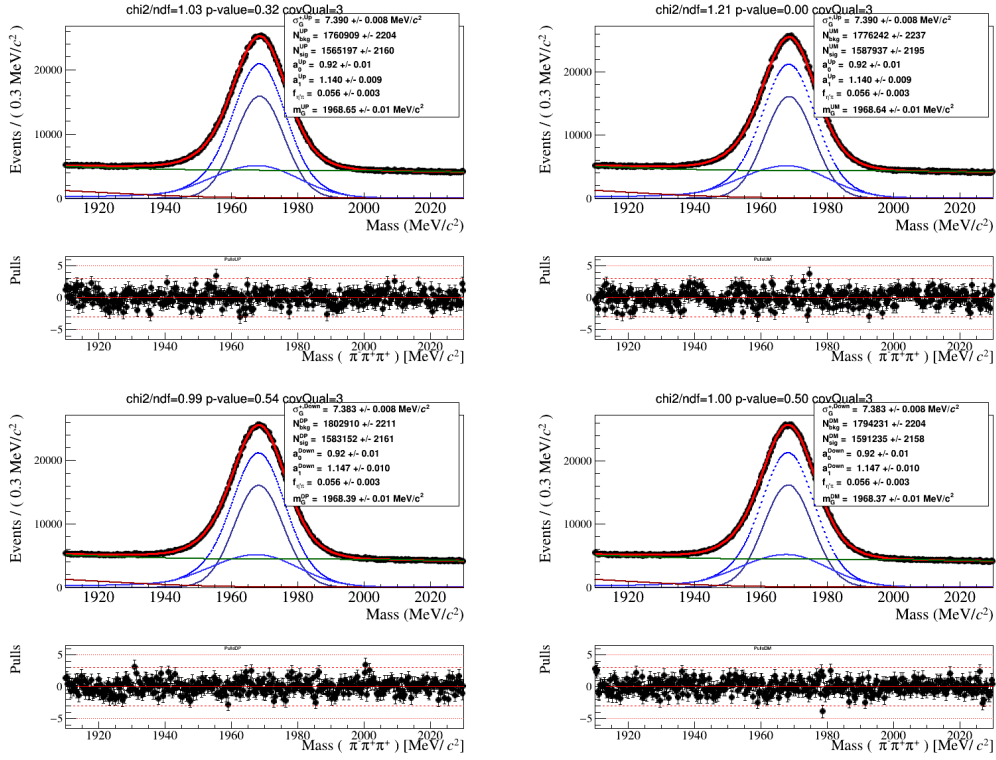 chi2/ndf=1.03 p-value=0.32 covQual=3
σ_G^{*,Up} = 7.390 +/- 0.008 MeV/c²
N_bkg^{UP} = 1760909 +/- 2204
N_sig^{UP} = 1565197 +/- 2160
a_0^{Up} = 0.92 +/- 0.01
a_1^{Up} = 1.140 +/- 0.009
= 0.056 +/- 0.003
m_G^{UP} = 1968.65 +/- 0.01 MeV/c²
Events / ( 0.3 MeV/c²
20000
10000
0
1920 1940 1960 1980 2000 2020
Mass (MeV/c²)
PullsUP
Pulls
5
0
−5
1920 1940 1960 1980 2000 2020
Mass ( π⁻π⁺π⁺ ) [MeV/c²]
chi2/ndf=1.21 p-value=0.00 covQual=3
σ_G^{*,Up} = 7.390 +/- 0.008 MeV/c²
N_bkg^{UM} = 1776242 +/- 2237
N_sig^{UM} = 1587937 +/- 2195
a_0^{Up} = 0.92 +/- 0.01
a_1^{Up} = 1.140 +/- 0.009
= 0.056 +/- 0.003
m_G^{UM} = 1968.64 +/- 0.01 MeV/c²
Events / ( 0.3 MeV/c²
20000
10000
0
1920 1940 1960 1980 2000 2020
Mass (MeV/c²)
PullsUM
Pulls
5
0
−5
1920 1940 1960 1980 2000 2020
Mass ( π⁻π⁺π⁺ ) [MeV/c²]
chi2/ndf=0.99 p-value=0.54 covQual=3
σ_G^{*,Down} = 7.383 +/- 0.008 MeV/c²
N_bkg^{DP} = 1802910 +/- 2211
N_sig^{DP} = 1583152 +/- 2161
a_0^{Down} = 0.92 +/- 0.01
a_1^{Down} = 1.147 +/- 0.010
= 0.056 +/- 0.003
m_G^{DP} = 1968.39 +/- 0.01 MeV/c²
Events / ( 0.3 MeV/c²
20000
10000
0
1920 1940 1960 1980 2000 2020
Mass (MeV/c²)
PullsDP
Pulls
5
0
−5
1920 1940 1960 1980 2000 2020
Mass ( π⁻π⁺π⁺ ) [MeV/c²]
chi2/ndf=1.00 p-value=0.50 covQual=3
σ_G^{*,Down} = 7.383 +/- 0.008 MeV/c²
N_bkg^{DM} = 1794231 +/- 2204
N_sig^{DM} = 1591235 +/- 2158
a_0^{Down} = 0.92 +/- 0.01
a_1^{Down} = 1.147 +/- 0.010
= 0.056 +/- 0.003
m_G^{DM} = 1968.37 +/- 0.01 MeV/c²
Events / ( 0.3 MeV/c²
20000
10000
0
1920 1940 1960 1980 2000 2020
Mass (MeV/c²)
PullsDM
Pulls
5
0
−5
1920 1940 1960 1980 2000 2020
Mass ( π⁻π⁺π⁺ ) [MeV/c²]